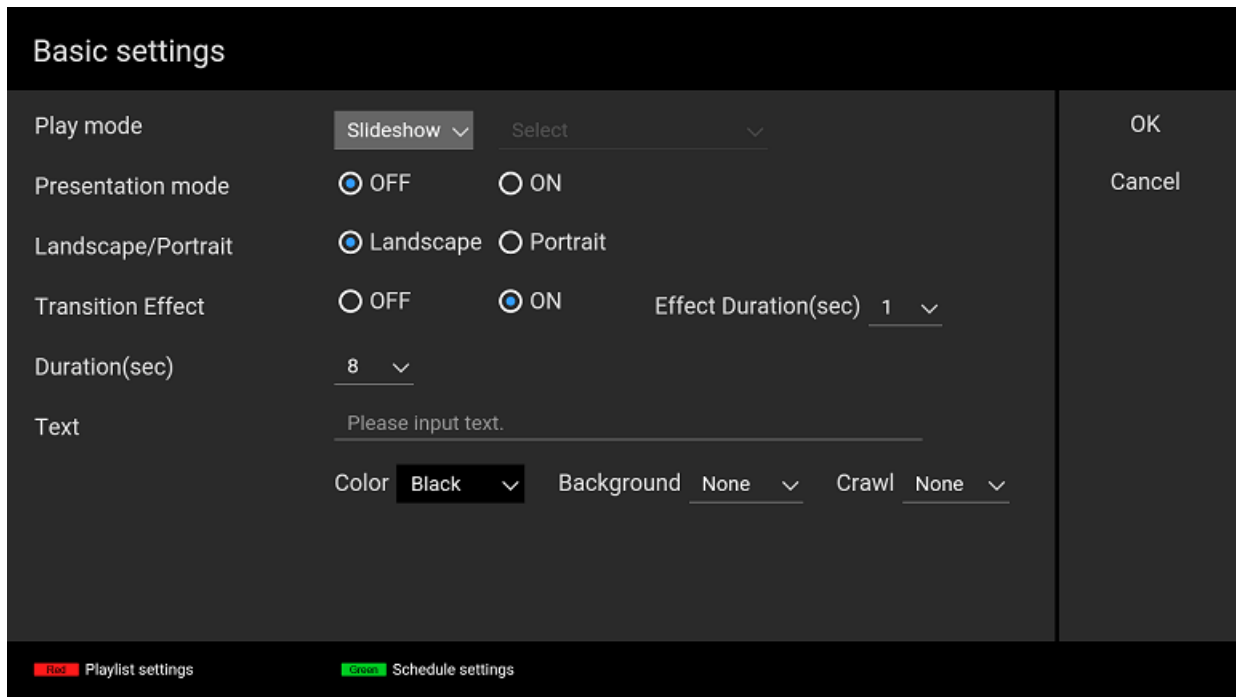 Basic settings
Play mode Slideshow Select OK
Presentation mode OFF ON Cancel
Landscape/Portrait Landscape Portrait
Transition Effect OFF ON Effect Duration(sec) 1
Duration(sec) 8
Text Please input text.
Color Black Background None Crawl None
Red Playlist settings Green Schedule settings